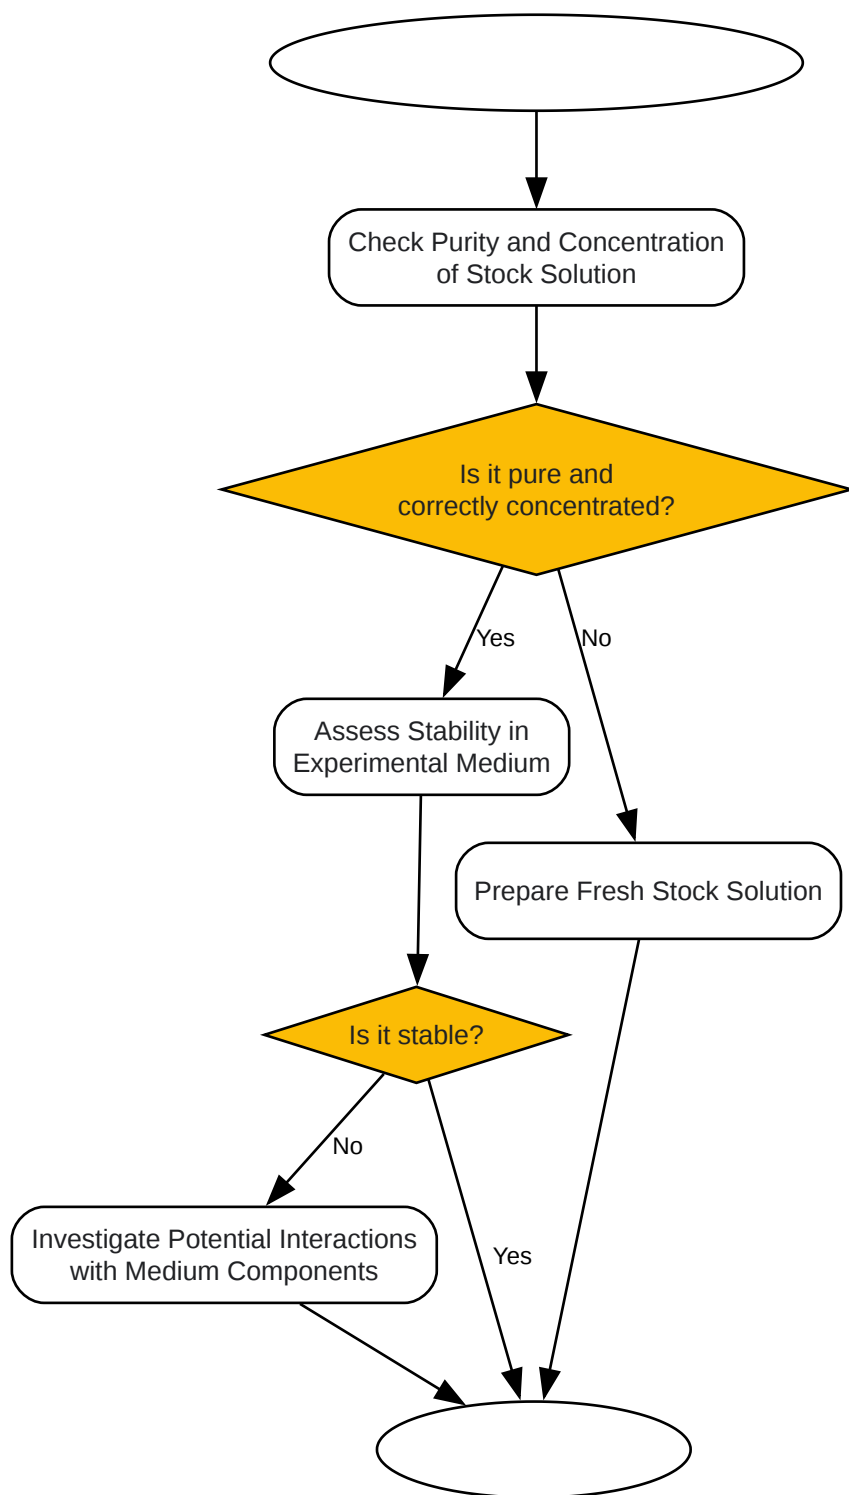 Check Purity and Concentration
of Stock Solution
Is it pure and
correctly concentrated?
Yes
No
Assess Stability in
Experimental Medium
Prepare Fresh Stock Solution
Is it stable?
No
Investigate Potential Interactions
with Medium Components
Yes